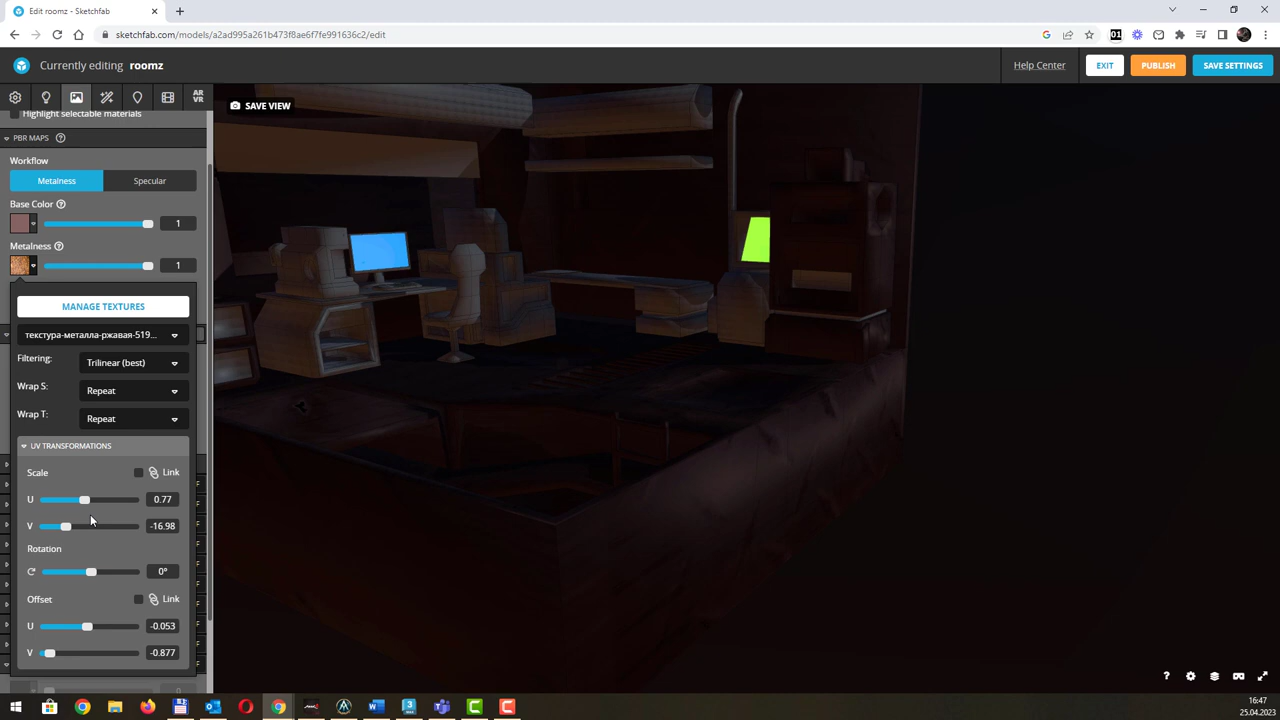 Edit roomz - Sketchfab
sketchfab.com/models/a2ad995a261b473f8ae6f7fe991636c2/edit
Currently editing roomz
Help Center
EXIT
PUBLISH
SAVE SETTINGS
AR
VR
SAVE VIEW
Highlight selectable materials
PBR MAPS
Workflow
Metalness Specular
Base Color
1
Metalness
1
MANAGE TEXTURES
текстура-металла-ржавая-519...
Filtering: Trilinear (best)
Wrap S: Repeat
Wrap T: Repeat
UV TRANSFORMATIONS
Scale Link
U 0.77
V -16.98
Rotation
0°
Offset Link
U -0.053
V -0.877
16:47
25.04.2023